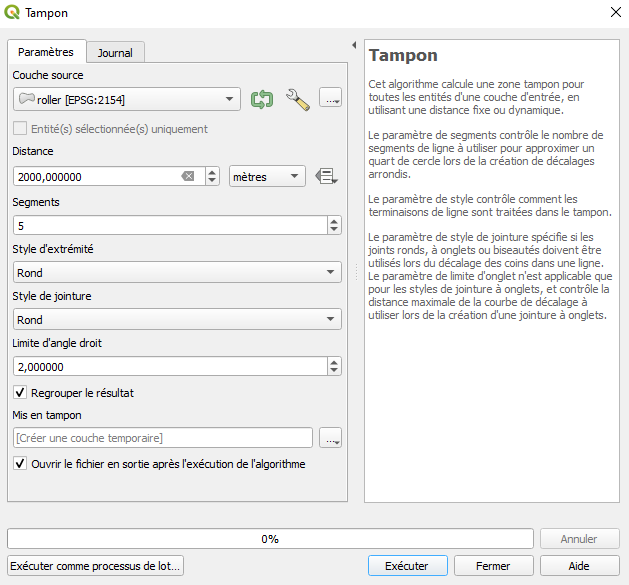 Tampon
Paramètres
Journal
Couche source
roller [EPSG:2154]
...
Entité(s) sélectionnée(s) uniquement
Distance
2000,000000
mètres
Segments
5
Style d'extrémité
Rond
Style de jointure
Rond
Limite d'angle droit
2,000000
Regrouper le résultat
Mis en tampon
[Créer une couche temporaire]
...
Ouvrir le fichier en sortie après l'exécution de l'algorithme
Tampon
Cet algorithme calcule une zone tampon pour
toutes les entités d'une couche d'entrée, en
utilisant une distance fixe ou dynamique.
Le paramètre de segments contrôle le nombre de
segments de ligne à utiliser pour approximer un
quart de cercle lors de la création de décalages
arrondis.
Le paramètre de style contrôle comment les
terminaisons de ligne sont traitées dans le tampon.
Le paramètre de style de jointure spécifie si les
joints ronds, à onglets ou biseautés doivent être
utilisés lors du décalage des coins dans une ligne.
Le paramètre de limite d'onglet n'est applicable que
pour les styles de jointure à onglets, et contrôle la
distance maximale de la courbe de décalage à
utiliser lors de la création d'une jointure à onglets.
0%
Annuler
Exécuter comme processus de lot...
Exécuter
Fermer
Aide